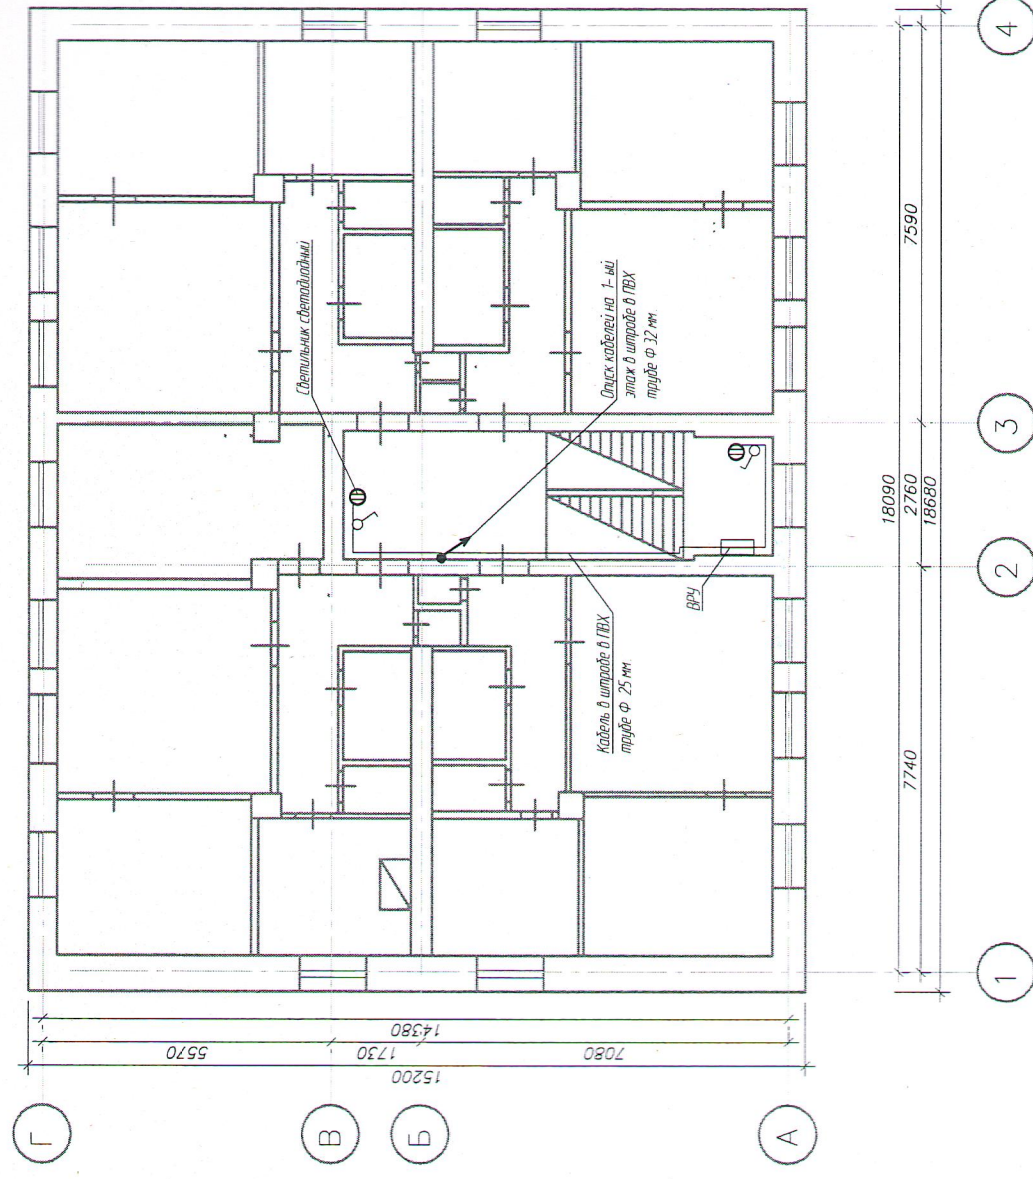 Светильник светодиодный
Опуск кабелей на 1-ый
этаж в штробе в ПВХ
трубе Ф 32 мм
Кабель в штробе в ПВХ
трубе Ф 25 мм
ВРУ
7740
2760
7590
18090
18680
5570
1730
7080
14380
15200
Г
В
Б
А
1
2
3
4